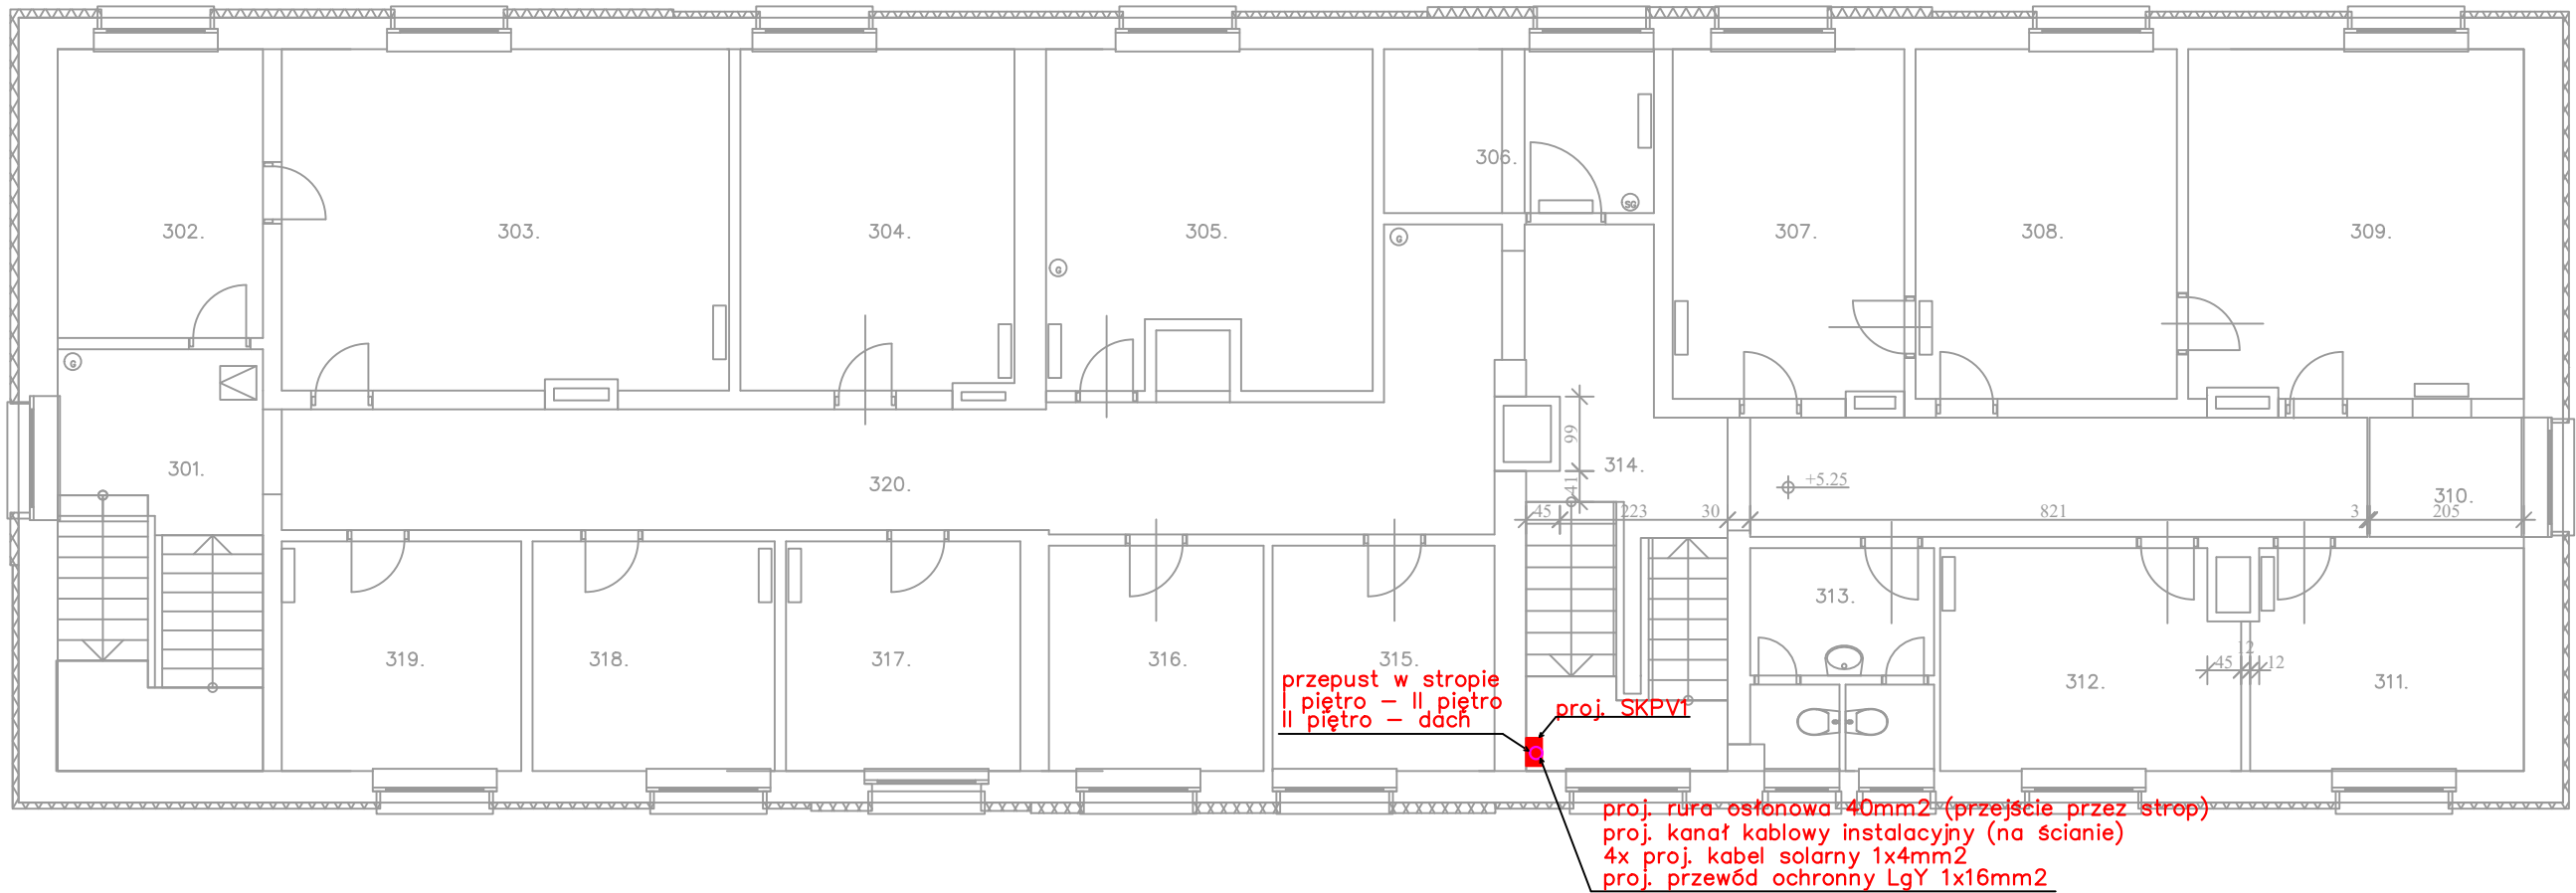 306.
SG
302.
303.
304.
305.
G
307.
308.
309.
G
G
99
301.
314.
320.
41
+5.25
310.
45
223
30
821
3
205
313.
319.
318.
317.
316.
315.
12
45
12
312.
311.
przepust w stropie
I piętro – II piętro
II piętro – dach
proj. SKPV1
proj. rura osłonowa 40mm2 (przejście przez strop)
proj. kanał kablowy instalacyjny (na ścianie)
4x proj. kabel solarny 1x4mm2
proj. przewód ochronny LgY 1x16mm2